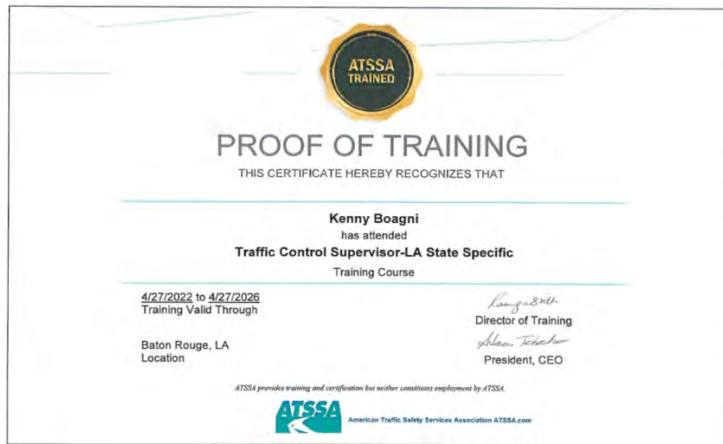 ATSSA
TRAINED
PROOF OF TRAINING
THIS CERTIFICATE HEREBY RECOGNIZES THAT
Kenny Boagni
has attended
Traffic Control Supervisor-LA State Specific
Training Course
4/27/2022 to 4/27/2026
Training Valid Through
Director of Training
Baton Rouge, LA
Location
President, CEO
ATSSA provides training and certification but neither constitutes employment by ATSSA.
ATSSA
American Traffic Safety Services Association ATSSA.com